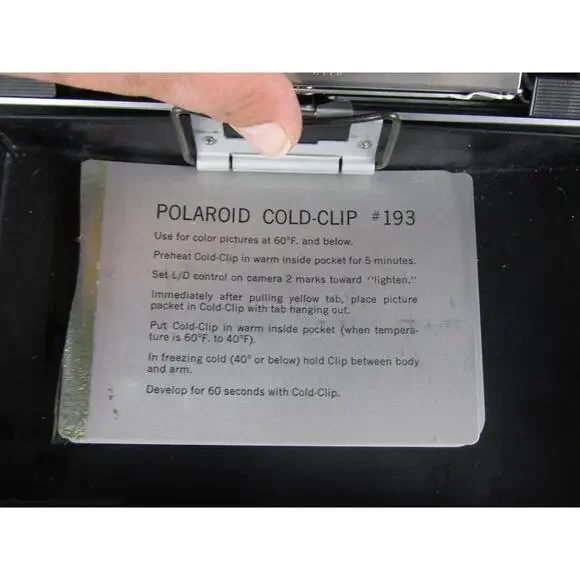 POLAROID COLD-CLIP #193
Use for color pictures at 60°F. and below.
Preheat Cold-Clip in warm inside pocket for 5 minutes.
Set L/D control on camera 2 marks toward "lighten."
Immediately after pulling yellow tab, place picture
packet in Cold-Clip with tab hanging out.
Put Cold-Clip in warm inside pocket (when tempera-
ture is 60°F. to 40°F).
In freezing cold (40° or below) hold Clip between body
and arm.
Develop for 60 seconds with Cold-Clip.